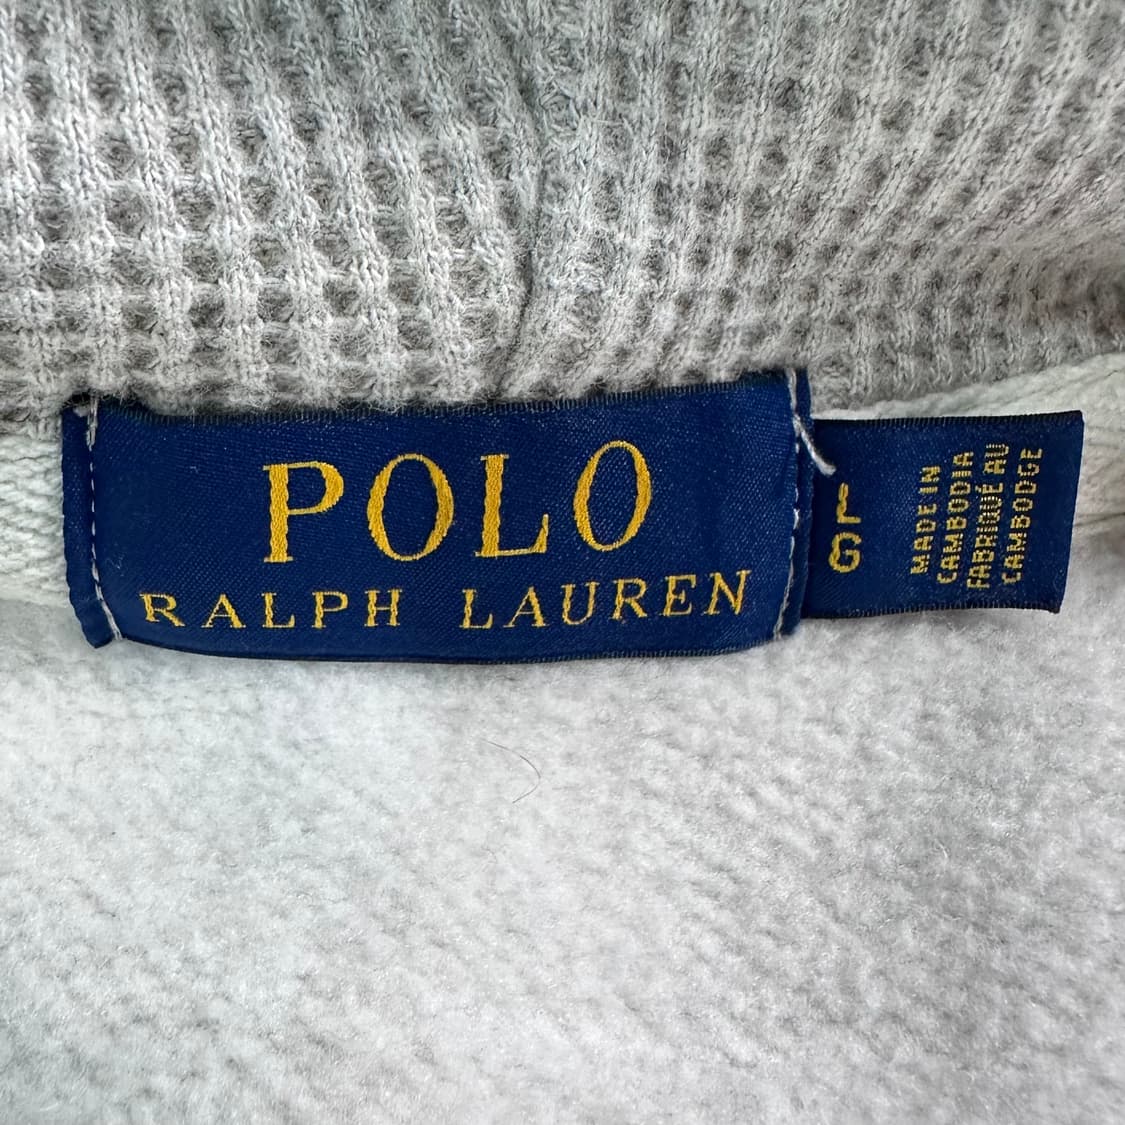 POLO
RALPH LAUREN
L
G
MADE IN
CAMBODIA
FABRIQUÉ AU
CAMBODGE